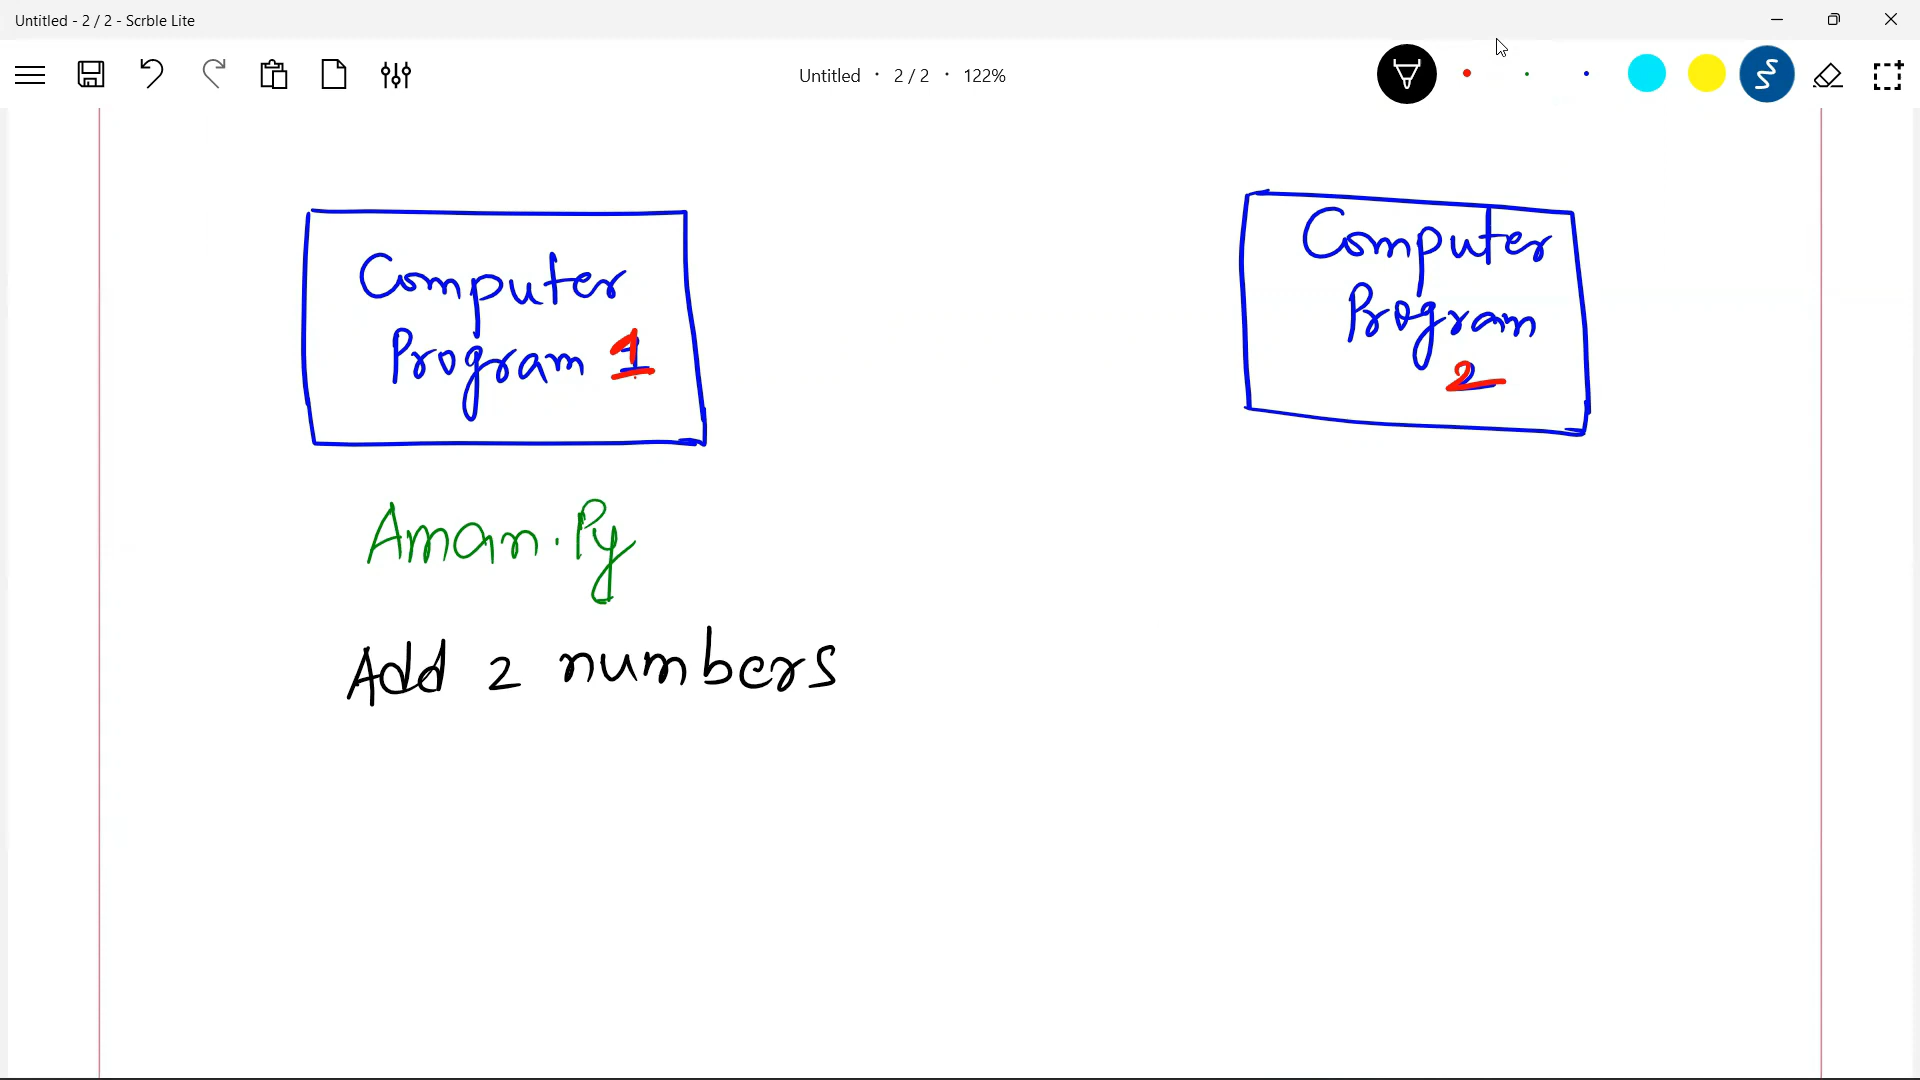 Untitled - 2 / 2 - Scrble Lite
Untitled · 2 / 2 · 122%
Computer
Program 1
Computer
Program
2
Aman.Py
Add 2 numbers